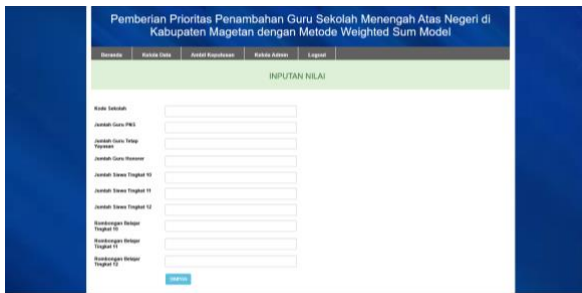 Pemberian Prioritas Penambahan Guru Sekolah Menengah Atas Negeri di
Kabupaten Magetan dengan Metode Weighted Sum Model
Beranda Kelola Data Ambil Keputusan Kelola Admin Logout
INPUTAN NILAI
Kode Sekolah
Jumlah Guru PNS
Jumlah Guru Tetap
Yayasan
Jumlah Guru Honorer
Jumlah Siswa Tingkat 10
Jumlah Siswa Tingkat 11
Jumlah Siswa Tingkat 12
Rombongan Belajar
Tingkat 10
Rombongan Belajar
Tingkat 11
Rombongan Belajar
Tingkat 12